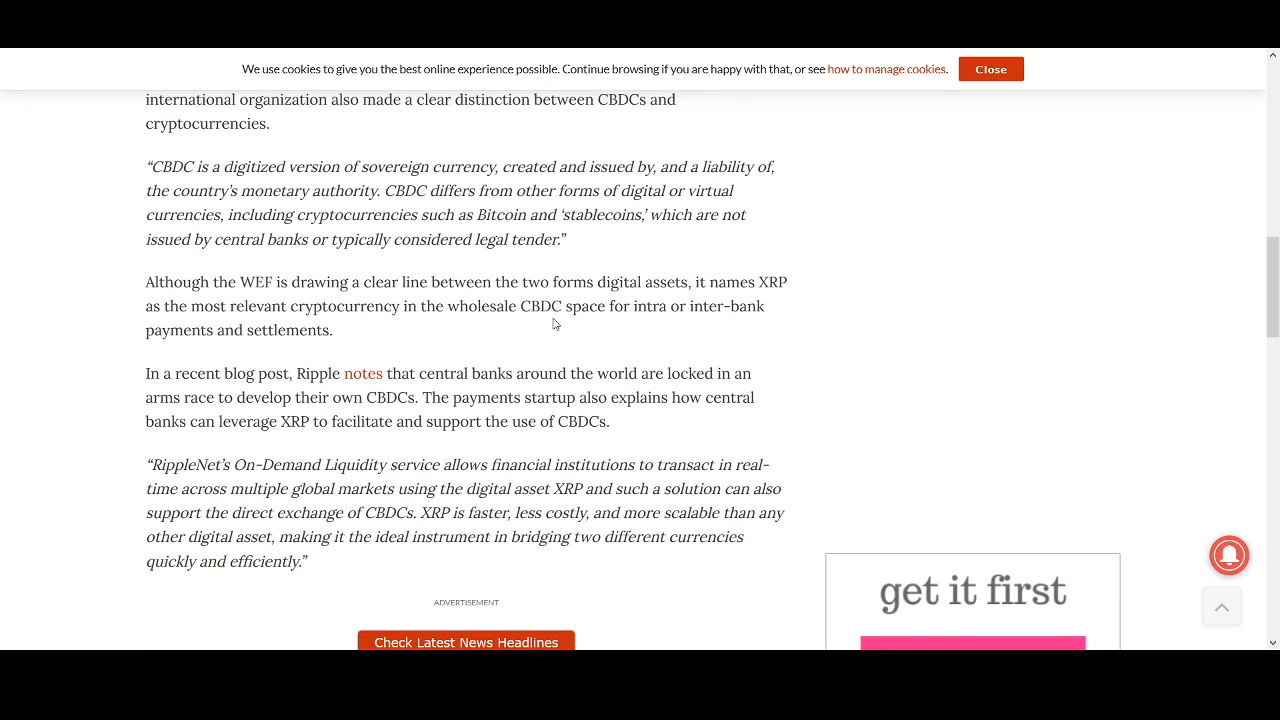 We use cookies to give you the best online experience possible. Continue browsing if you are happy with that, or see how to manage cookies.
Close
international organization also made a clear distinction between CBDCs and
cryptocurrencies.
“CBDC is a digitized version of sovereign currency, created and issued by, and a liability of,
the country’s monetary authority. CBDC differs from other forms of digital or virtual
currencies, including cryptocurrencies such as Bitcoin and ‘stablecoins,’ which are not
issued by central banks or typically considered legal tender.”
Although the WEF is drawing a clear line between the two forms digital assets, it names XRP
as the most relevant cryptocurrency in the wholesale CBDC space for intra or inter-bank
payments and settlements.
In a recent blog post, Ripple notes that central banks around the world are locked in an
arms race to develop their own CBDCs. The payments startup also explains how central
banks can leverage XRP to facilitate and support the use of CBDCs.
“RippleNet’s On-Demand Liquidity service allows financial institutions to transact in real-
time across multiple global markets using the digital asset XRP and such a solution can also
support the direct exchange of CBDCs. XRP is faster, less costly, and more scalable than any
other digital asset, making it the ideal instrument in bridging two different currencies
quickly and efficiently.”
ADVERTISEMENT
Check Latest News Headlines
get it first